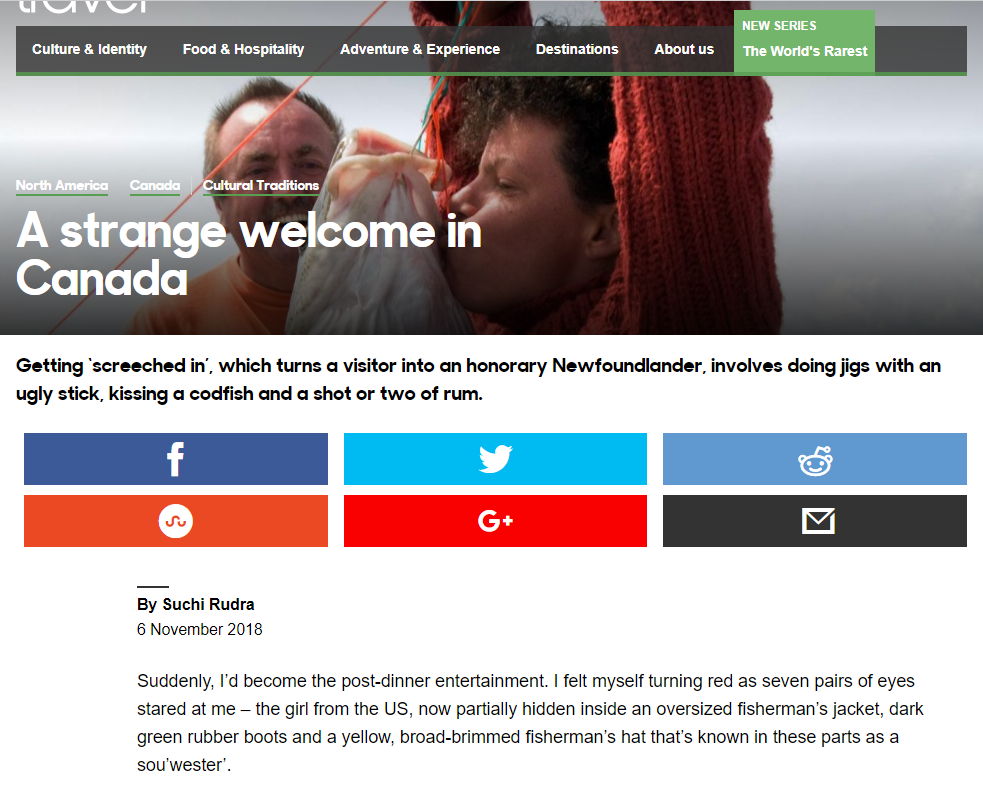 travel
NEW SERIES
Culture & Identity Food & Hospitality Adventure & Experience Destinations About us The World's Rarest
North America Canada Cultural Traditions
A strange welcome in
Canada
Getting ‘screeched in’, which turns a visitor into an honorary Newfoundlander, involves doing jigs with an
ugly stick, kissing a codfish and a shot or two of rum.
f
G+
By Suchi Rudra
6 November 2018
Suddenly, I’d become the post-dinner entertainment. I felt myself turning red as seven pairs of eyes
stared at me – the girl from the US, now partially hidden inside an oversized fisherman’s jacket, dark
green rubber boots and a yellow, broad-brimmed fisherman’s hat that’s known in these parts as a
sou’wester’.